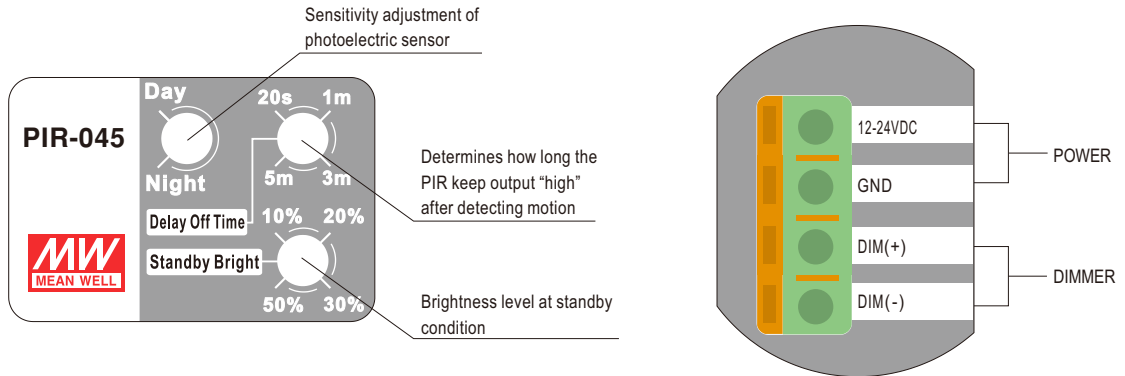 Sensitivity adjustment of
photoelectric sensor
PIR-045
Day
Night
20s 1m
5m 3m
Delay Off Time
10% 20%
Standby Bright
50% 30%
MW
MEAN WELL
Determines how long the
PIR keep output “high”
after detecting motion
Brightness level at standby
condition
12-24VDC
GND
DIM(+)
DIM(-)
POWER
DIMMER